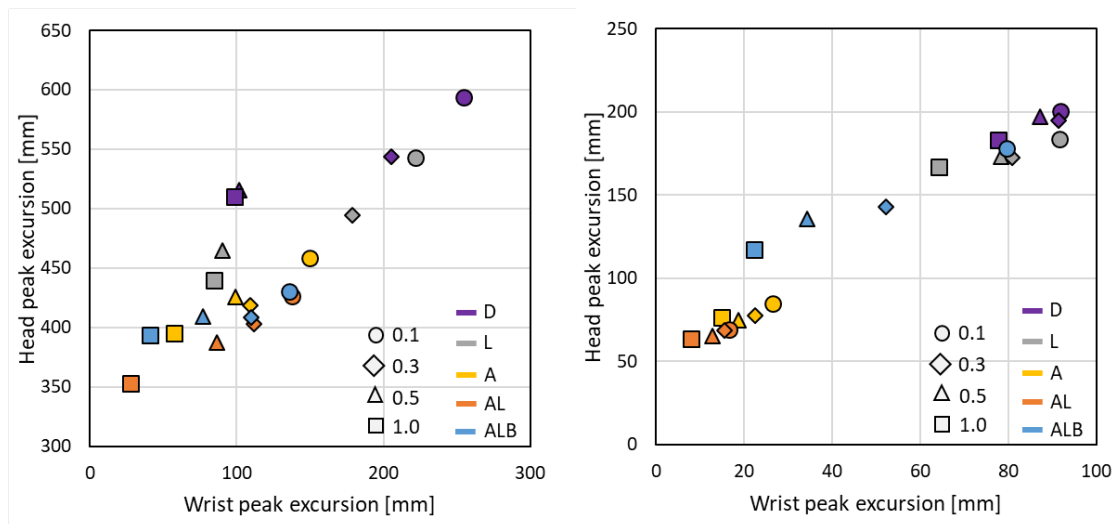 650
600
550
500
450
400
350
300
0
100
200
300
Head peak excursion [mm]
Wrist peak excursion [mm]
0.1
0.3
0.5
1.0
D
L
A
AL
ALB
250
200
150
100
50
0
0
20
40
60
80
100
Head peak excursion [mm]
Wrist peak excursion [mm]
0.1
0.3
0.5
1.0
D
L
A
AL
ALB